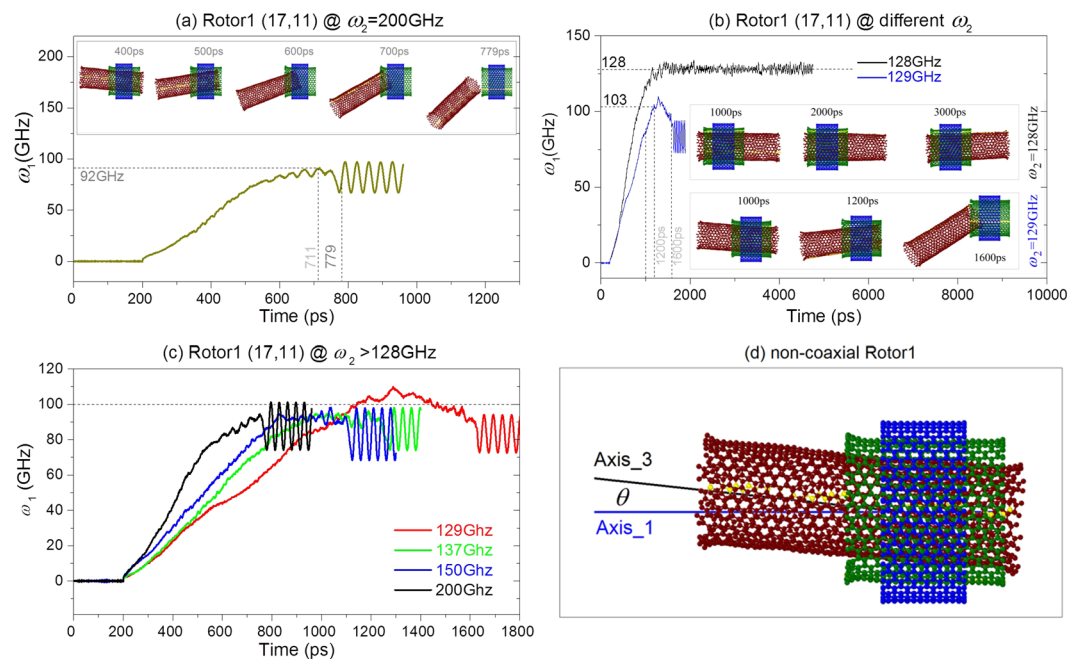 (a) Rotor1 (17,11) @ ω2=200GHz
400ps 500ps 600ps 700ps 779ps
200
150
100
50
0
ω1(GHz)
92GHz
711
779
0 200 400 600 800 1000 1200
Time (ps)
(b) Rotor1 (17,11) @ different ω2
150
128
128GHz
129GHz
103
100
1000ps 2000ps 3000ps
50
1000ps 1200ps 1600ps
0
ω1(GHz)
1200ps
1600ps
ω2=128GHz
ω2=129GHz
0 2000 4000 6000 8000 10000
Time (ps)
(c) Rotor1 (17,11) @ ω2 >128GHz
120
100
80
60
40
20
0
ω1 (GHz)
129Ghz
137Ghz
150Ghz
200Ghz
0 200 400 600 800 1000 1200 1400 1600 1800
Time (ps)
(d) non-coaxial Rotor1
Axis_3
θ
Axis_1